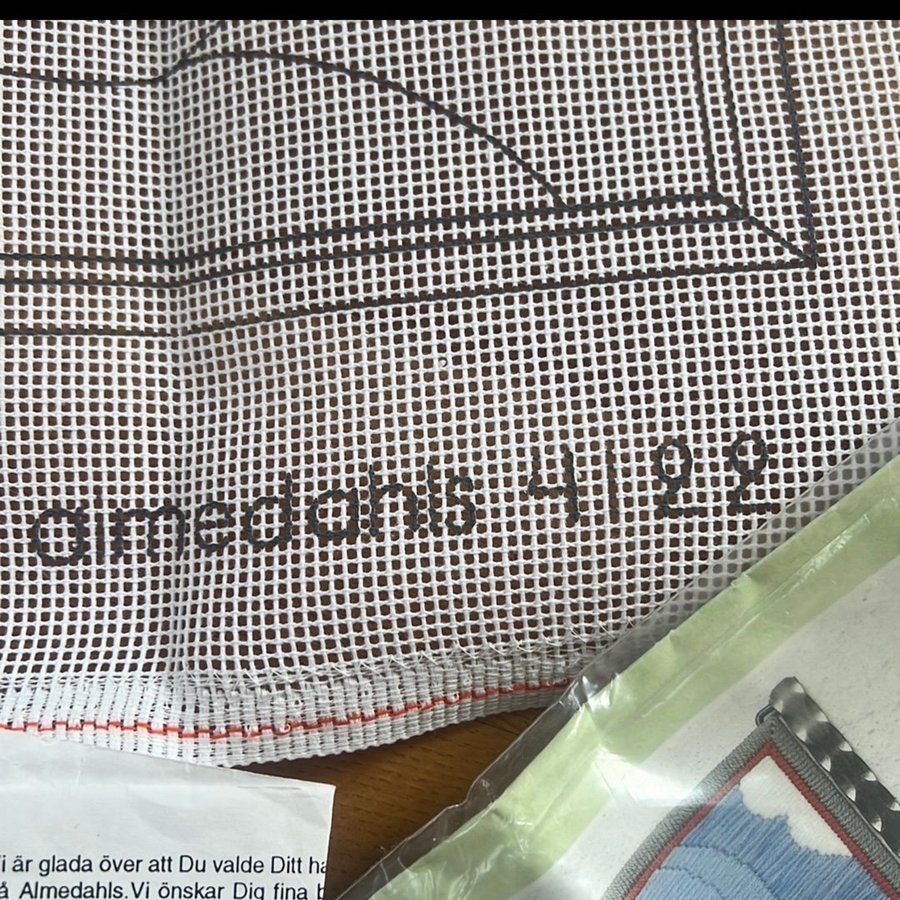 almedahls 4122
i är glada över att Du valde Ditt ha
å Almedahls.Vi önskar Dig fina b